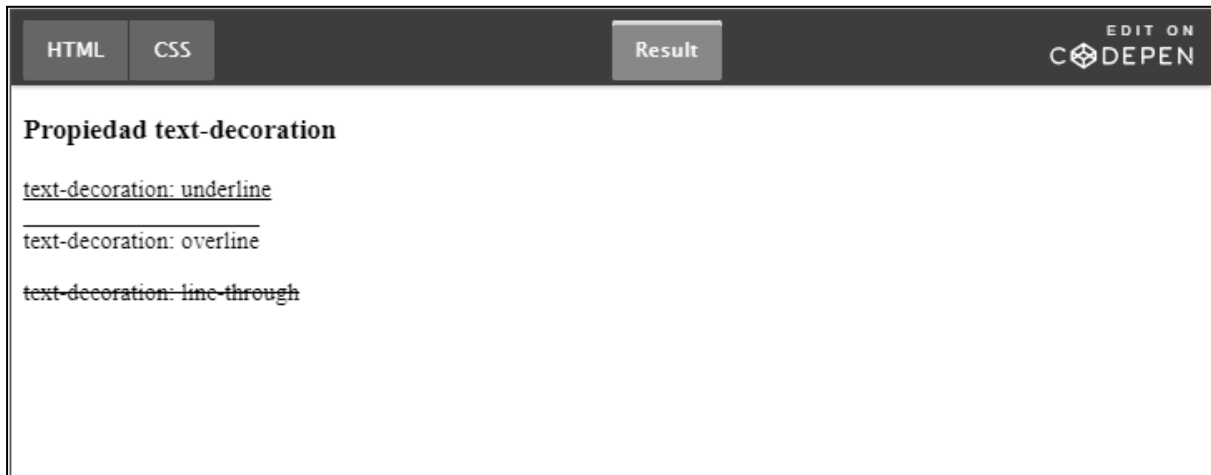 HTML CSS Result EDIT ON
CODEPEN
Propiedad text-decoration
text-decoration: underline
text-decoration: overline
text-decoration: line-through